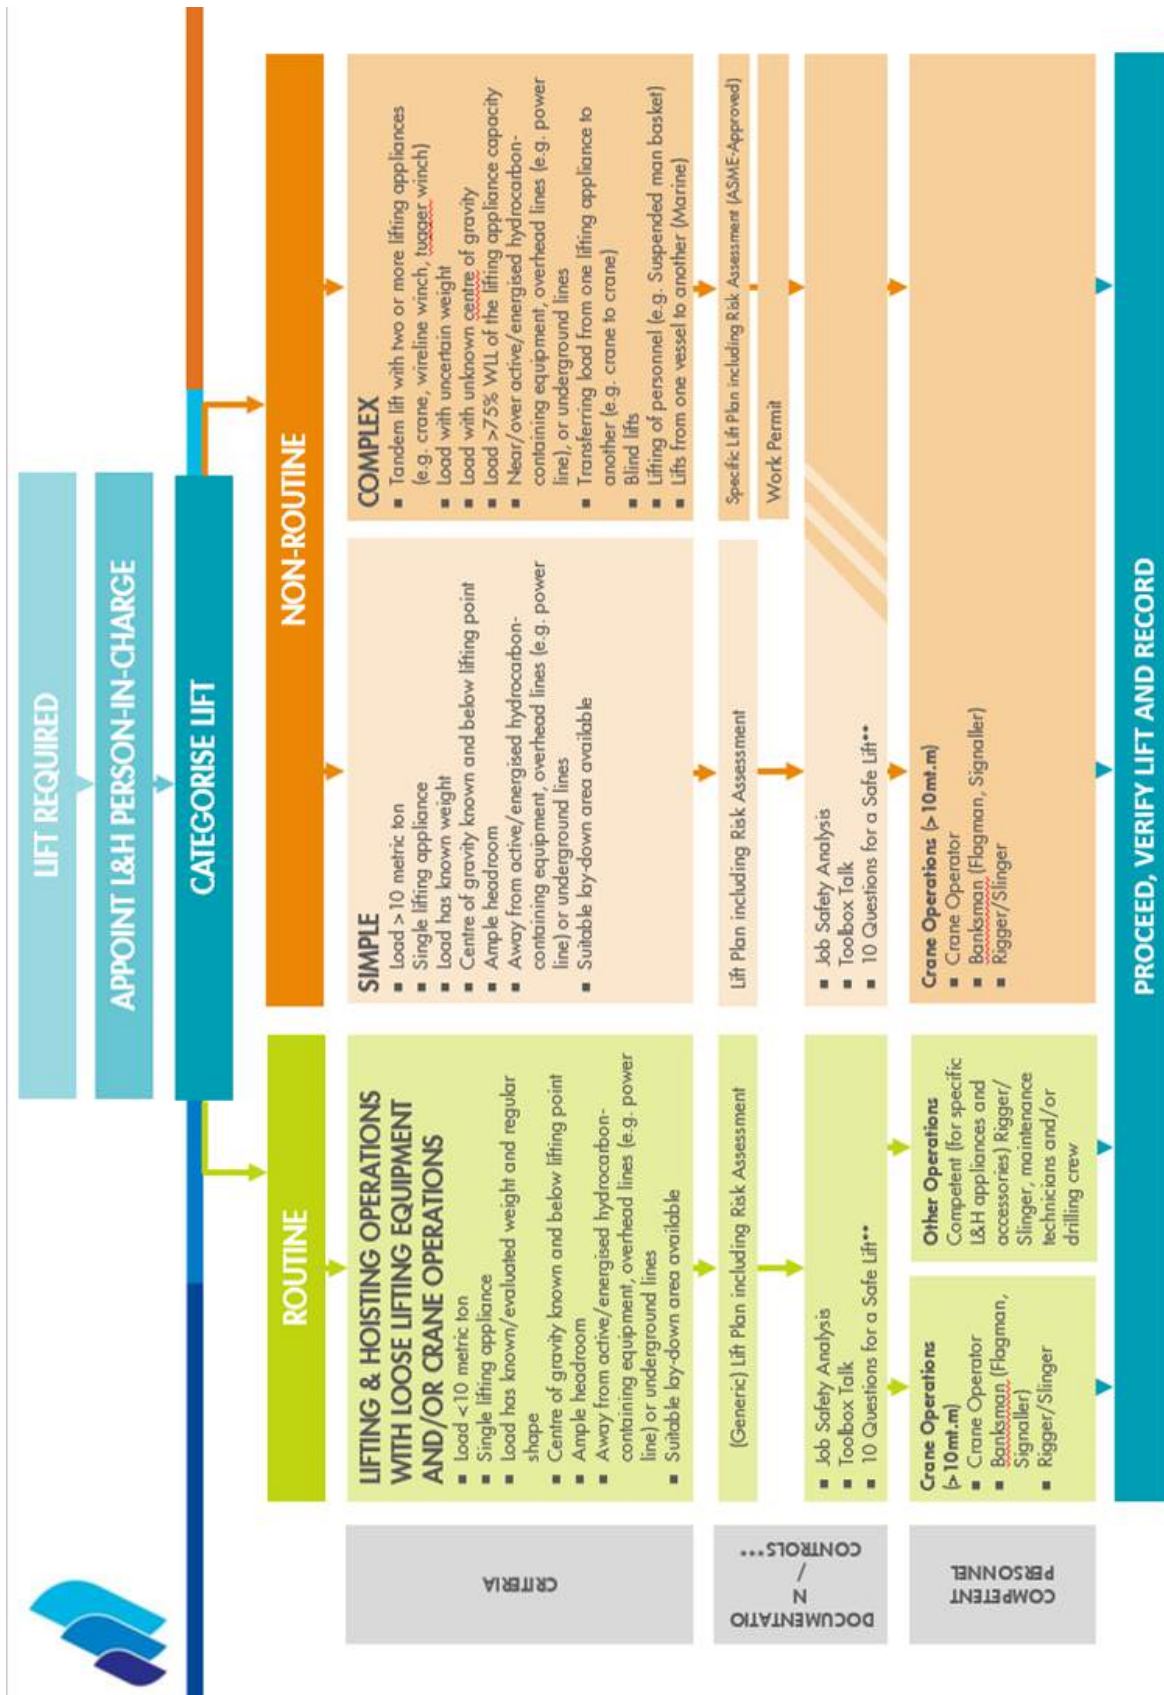 LIFT REQUIRED
APPOINT L&H PERSON-IN-CHARGE
CATEGORISE LIFT
ROUTINE
NON-ROUTINE
CRITERIA
LIFTING & HOISTING OPERATIONS
WITH LOOSE LIFTING EQUIPMENT
AND/OR CRANE OPERATIONS
▪ Load <10 metric ton
▪ Single lifting appliance
▪ Load has known/evaluated weight and regular
shape
▪ Centre of gravity known and below lifting point
▪ Ample headroom
▪ Away from active/energised hydrocarbon-
containing equipment, overhead lines (e.g. power
line) or underground lines
▪ Suitable lay-down area available
SIMPLE
▪ Load >10 metric ton
▪ Single lifting appliance
▪ Load has known weight
▪ Centre of gravity known and below lifting point
▪ Ample headroom
▪ Away from active/energised hydrocarbon-
containing equipment, overhead lines (e.g. power
line) or underground lines
▪ Suitable lay-down area available
COMPLEX
▪ Tandem lift with two or more lifting appliances
(e.g. crane, wireline winch, tugger winch)
▪ Load with uncertain weight
▪ Load with unknown centre of gravity
▪ Load >75% WLL of the lifting appliance capacity
▪ Near/over active/energised hydrocarbon-
containing equipment, overhead lines (e.g. power
line), or underground lines
▪ Transferring load from one lifting appliance to
another (e.g. crane to crane)
▪ Blind lifts
▪ Lifting of personnel (e.g. Suspended man basket)
▪ Lifts from one vessel to another (Marine)
DOCUMENTATIO
N
/
CONTROLS***
(Generic) Lift Plan including Risk Assessment
Lift Plan including Risk Assessment
Specific Lift Plan including Risk Assessment (ASME-Approved)
Work Permit
▪ Job Safety Analysis
▪ Toolbox Talk
▪ 10 Questions for a Safe Lift**
▪ Job Safety Analysis
▪ Toolbox Talk
▪ 10 Questions for a Safe Lift**
COMPETENT
PERSONNEL
Crane Operations
(>10mt.m)
▪ Crane Operator
▪ Banksman (Flagman,
Signaller)
▪ Rigger/Slinger
Other Operations
Competent (for specific
L&H appliances and
accessories) Rigger/
Slinger, maintenance
technicians and/or
drilling crew
Crane Operations (>10mt.m)
▪ Crane Operator
▪ Banksman (Flagman, Signaller)
▪ Rigger/Slinger
PROCEED, VERIFY LIFT AND RECORD